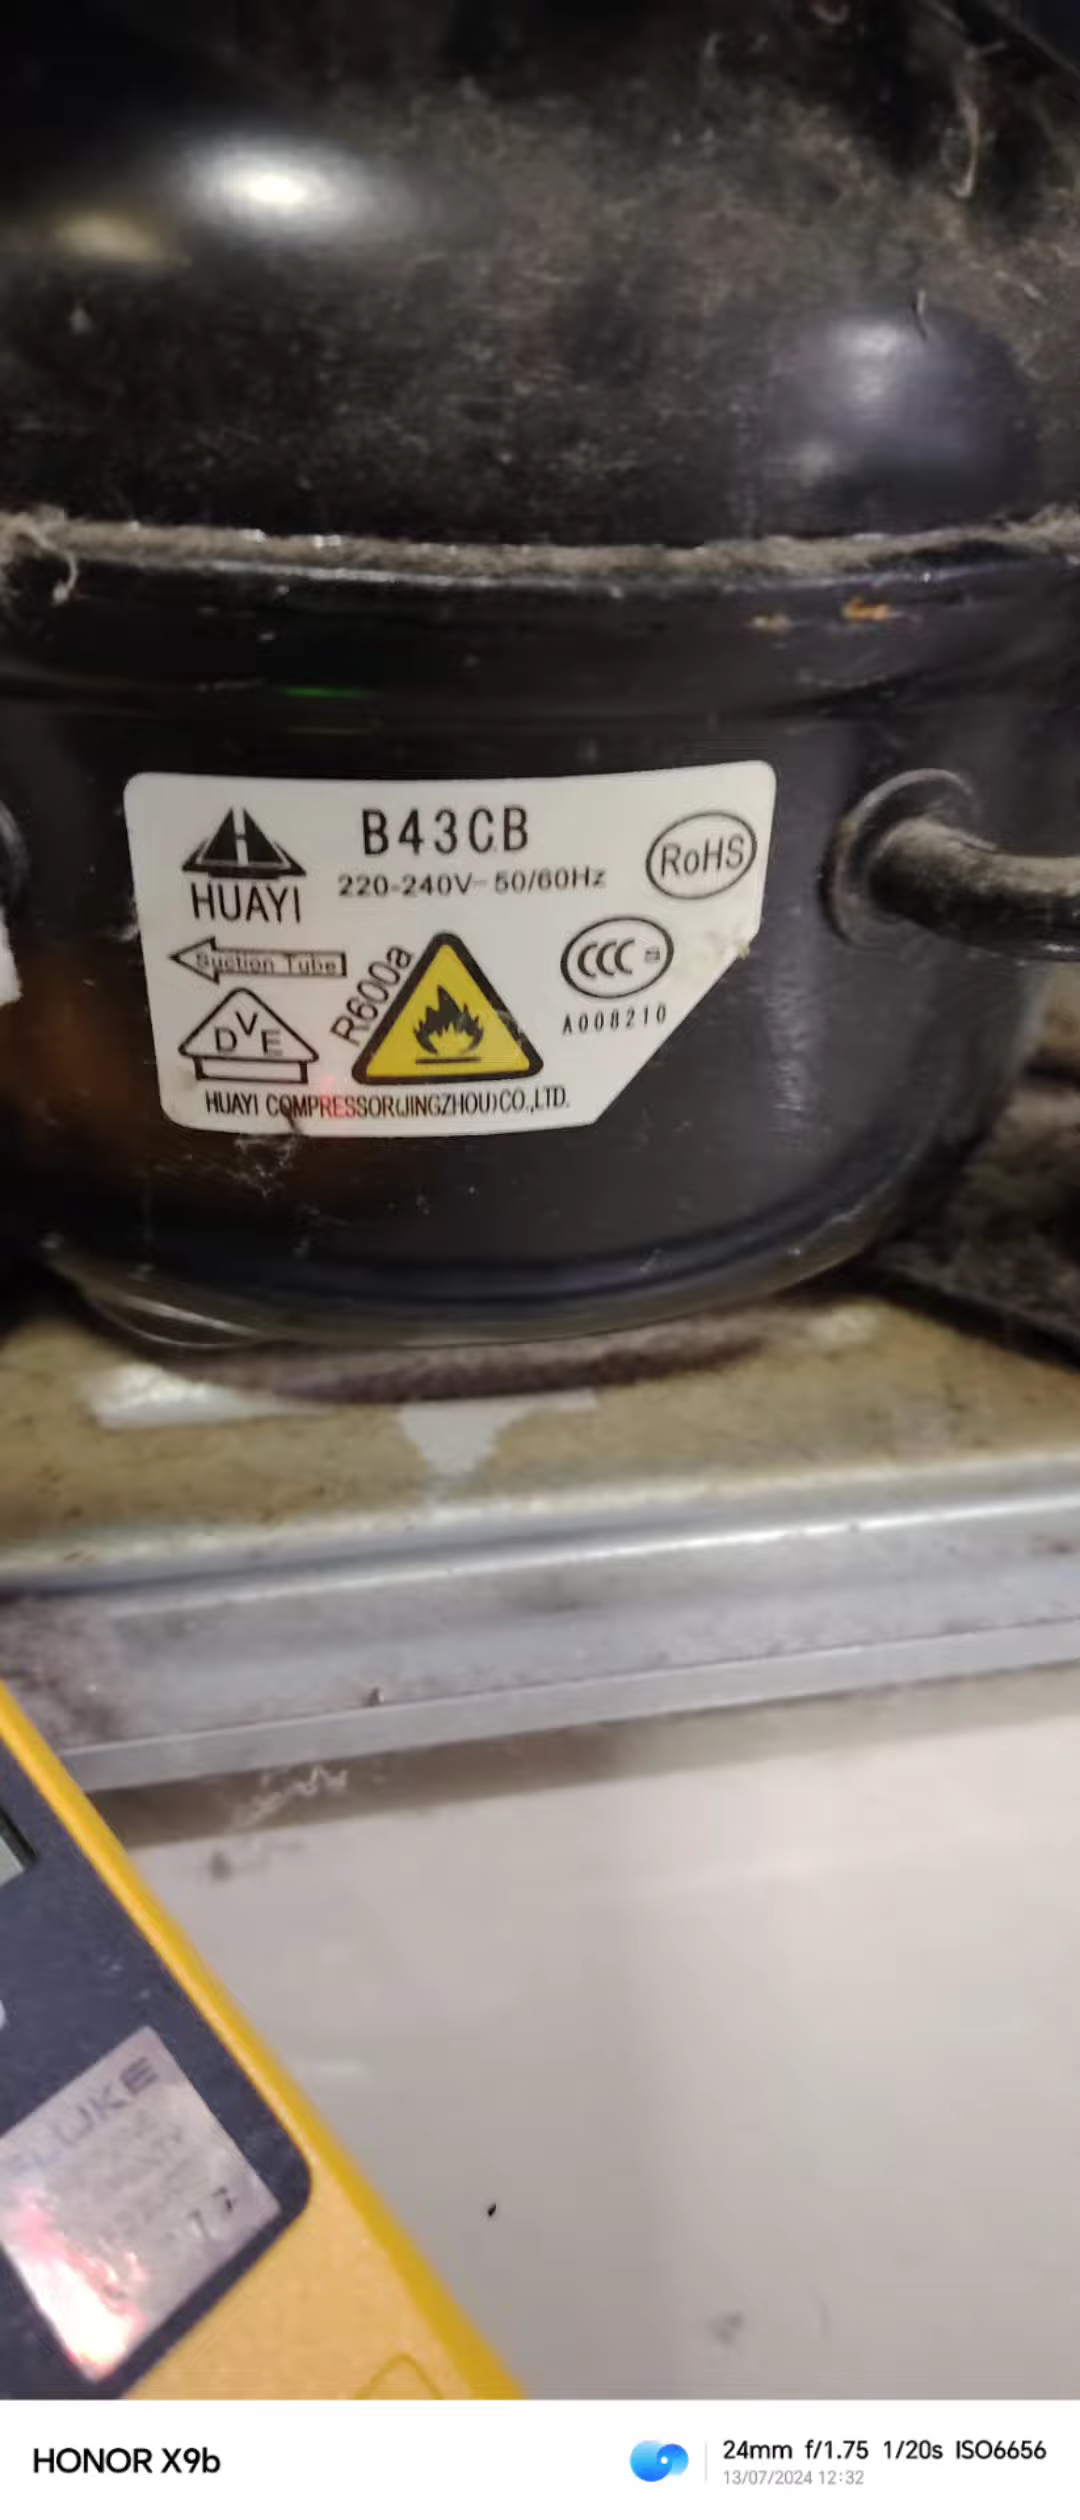 B43CB
220-240V~50/60Hz
HUAYI
RoHS
Suction Tube
R600a
CCC
S
A008210
DVE
HUAYI COMPRESSOR(JINGZHOU)CO.,LTD.
HONOR X9b
24mm f/1.75 1/20s ISO6656
13/07/2024 12:32